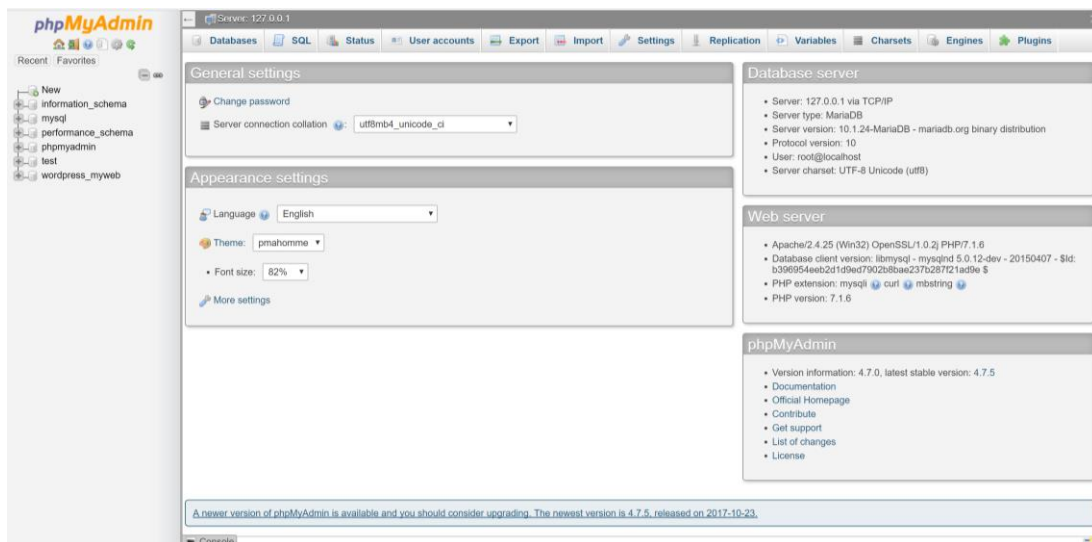 phpMyAdmin
Recent Favorites
New
information_schema
mysql
performance_schema
phpmyadmin
test
wordpress_myweb
Server: 127.0.0.1
Databases SQL Status User accounts Export Import Settings Replication Variables Charsets Engines Plugins
General settings
Change password
Server connection collation : utf8mb4_unicode_ci
Appearance settings
Language English
Theme: pmahomme
• Font size: 82%
More settings
Database server
• Server: 127.0.0.1 via TCP/IP
• Server type: MariaDB
• Server version: 10.1.24-MariaDB - mariadb.org binary distribution
• Protocol version: 10
• User: root@localhost
• Server charset: UTF-8 Unicode (utf8)
Web server
• Apache/2.4.25 (Win32) OpenSSL/1.0.2j PHP/7.1.6
• Database client version: libmysql - mysqlnd 5.0.12-dev - 20150407 - $Id:
b396954eeb2d1d9ed7902b8bae237b287f21ad9e $
• PHP extension: mysqli curl mbstring
• PHP version: 7.1.6
phpMyAdmin
• Version information: 4.7.0, latest stable version: 4.7.5
• Documentation
• Official Homepage
• Contribute
• Get support
• List of changes
• License
A newer version of phpMyAdmin is available and you should consider upgrading. The newest version is 4.7.5, released on 2017-10-23.
Console